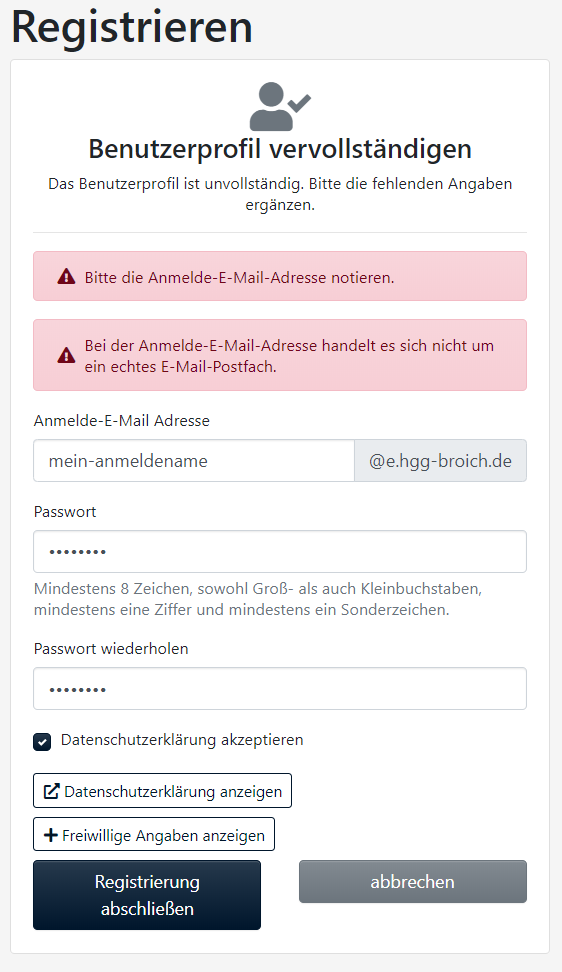 Registrieren
Benutzerprofil vervollständigen
Das Benutzerprofil ist unvollständig. Bitte die fehlenden Angaben
ergänzen.
Bitte die Anmelde-E-Mail-Adresse notieren.
Bei der Anmelde-E-Mail-Adresse handelt es sich nicht um
ein echtes E-Mail-Postfach.
Anmelde-E-Mail Adresse
mein-anmeldename @e.hgg-broich.de
Passwort
••••••••
Mindestens 8 Zeichen, sowohl Groß- als auch Kleinbuchstaben,
mindestens eine Ziffer und mindestens ein Sonderzeichen.
Passwort wiederholen
••••••••
Datenschutzerklärung akzeptieren
Datenschutzerklärung anzeigen
Freiwillige Angaben anzeigen
Registrierung
abschließen
abbrechen